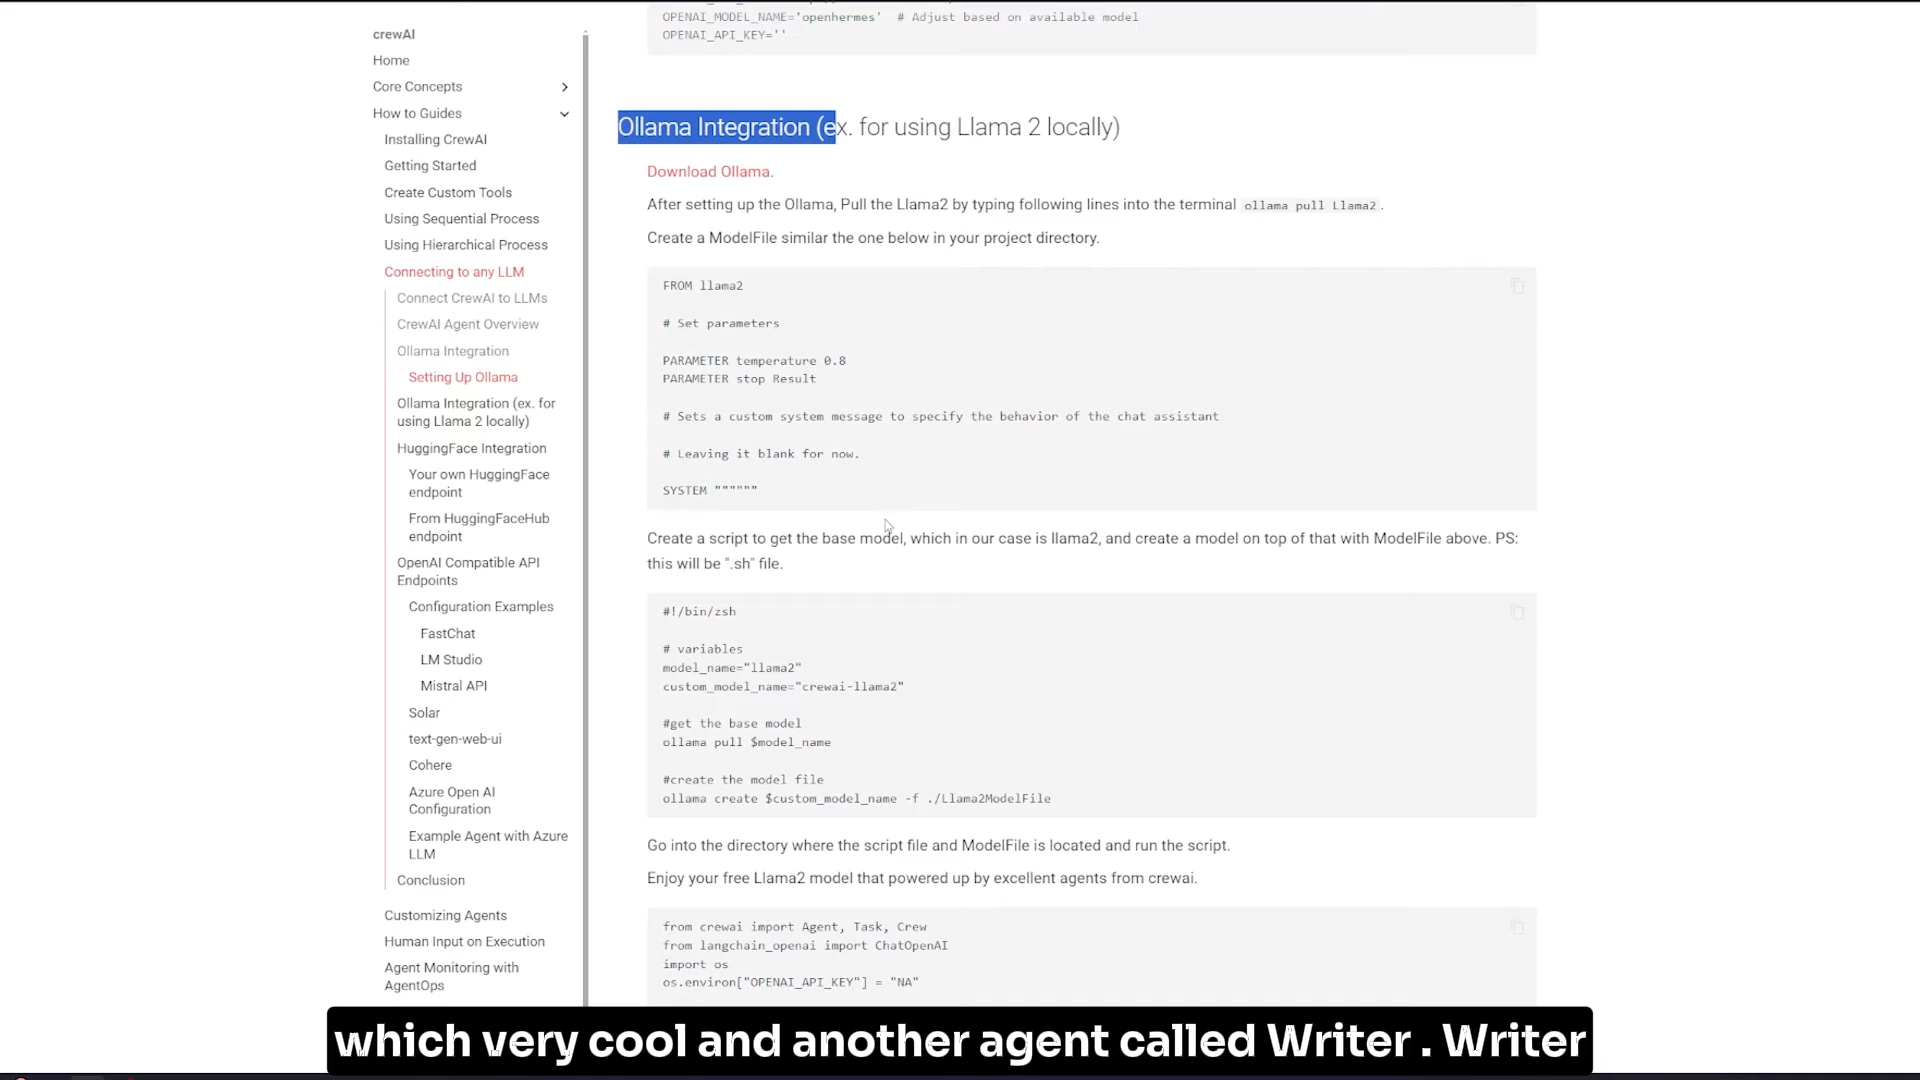 crewAI
Home
Core Concepts
How to Guides
Installing CrewAI
Getting Started
Create Custom Tools
Using Sequential Process
Using Hierarchical Process
Connecting to any LLM
Connect CrewAI to LLMs
CrewAI Agent Overview
Ollama Integration
Setting Up Ollama
Ollama Integration (ex. for
using Llama 2 locally)
HuggingFace Integration
Your own HuggingFace
endpoint
From HuggingFaceHub
endpoint
OpenAI Compatible API
Endpoints
Configuration Examples
FastChat
LM Studio
Mistral API
Solar
text-gen-web-ui
Cohere
Azure Open AI
Configuration
Example Agent with Azure
LLM
Conclusion
Customizing Agents
Human Input on Execution
Agent Monitoring with
AgentOps
OPENAI_MODEL_NAME='openhermes'  # Adjust based on available model
OPENAI_API_KEY=''
Ollama Integration (ex. for using Llama 2 locally)
Download Ollama.
After setting up the Ollama, Pull the Llama2 by typing following lines into the terminal ollama pull Llama2.
Create a ModelFile similar the one below in your project directory.
FROM llama2
# Set parameters
PARAMETER temperature 0.8
PARAMETER stop Result
# Sets a custom system message to specify the behavior of the chat assistant
# Leaving it blank for now.
SYSTEM """"""
Create a script to get the base model, which in our case is llama2, and create a model on top of that with ModelFile above. PS:
this will be ".sh" file.
#!/bin/zsh
# variables
model_name="llama2"
custom_model_name="crewai-llama2"
#get the base model
ollama pull $model_name
#create the model file
ollama create $custom_model_name -f ./Llama2ModelFile
Go into the directory where the script file and ModelFile is located and run the script.
Enjoy your free Llama2 model that powered up by excellent agents from crewai.
from crewai import Agent, Task, Crew
from langchain_openai import ChatOpenAI
import os
os.environ["OPENAI_API_KEY"] = "NA"
which very cool and another agent called Writer . Writer